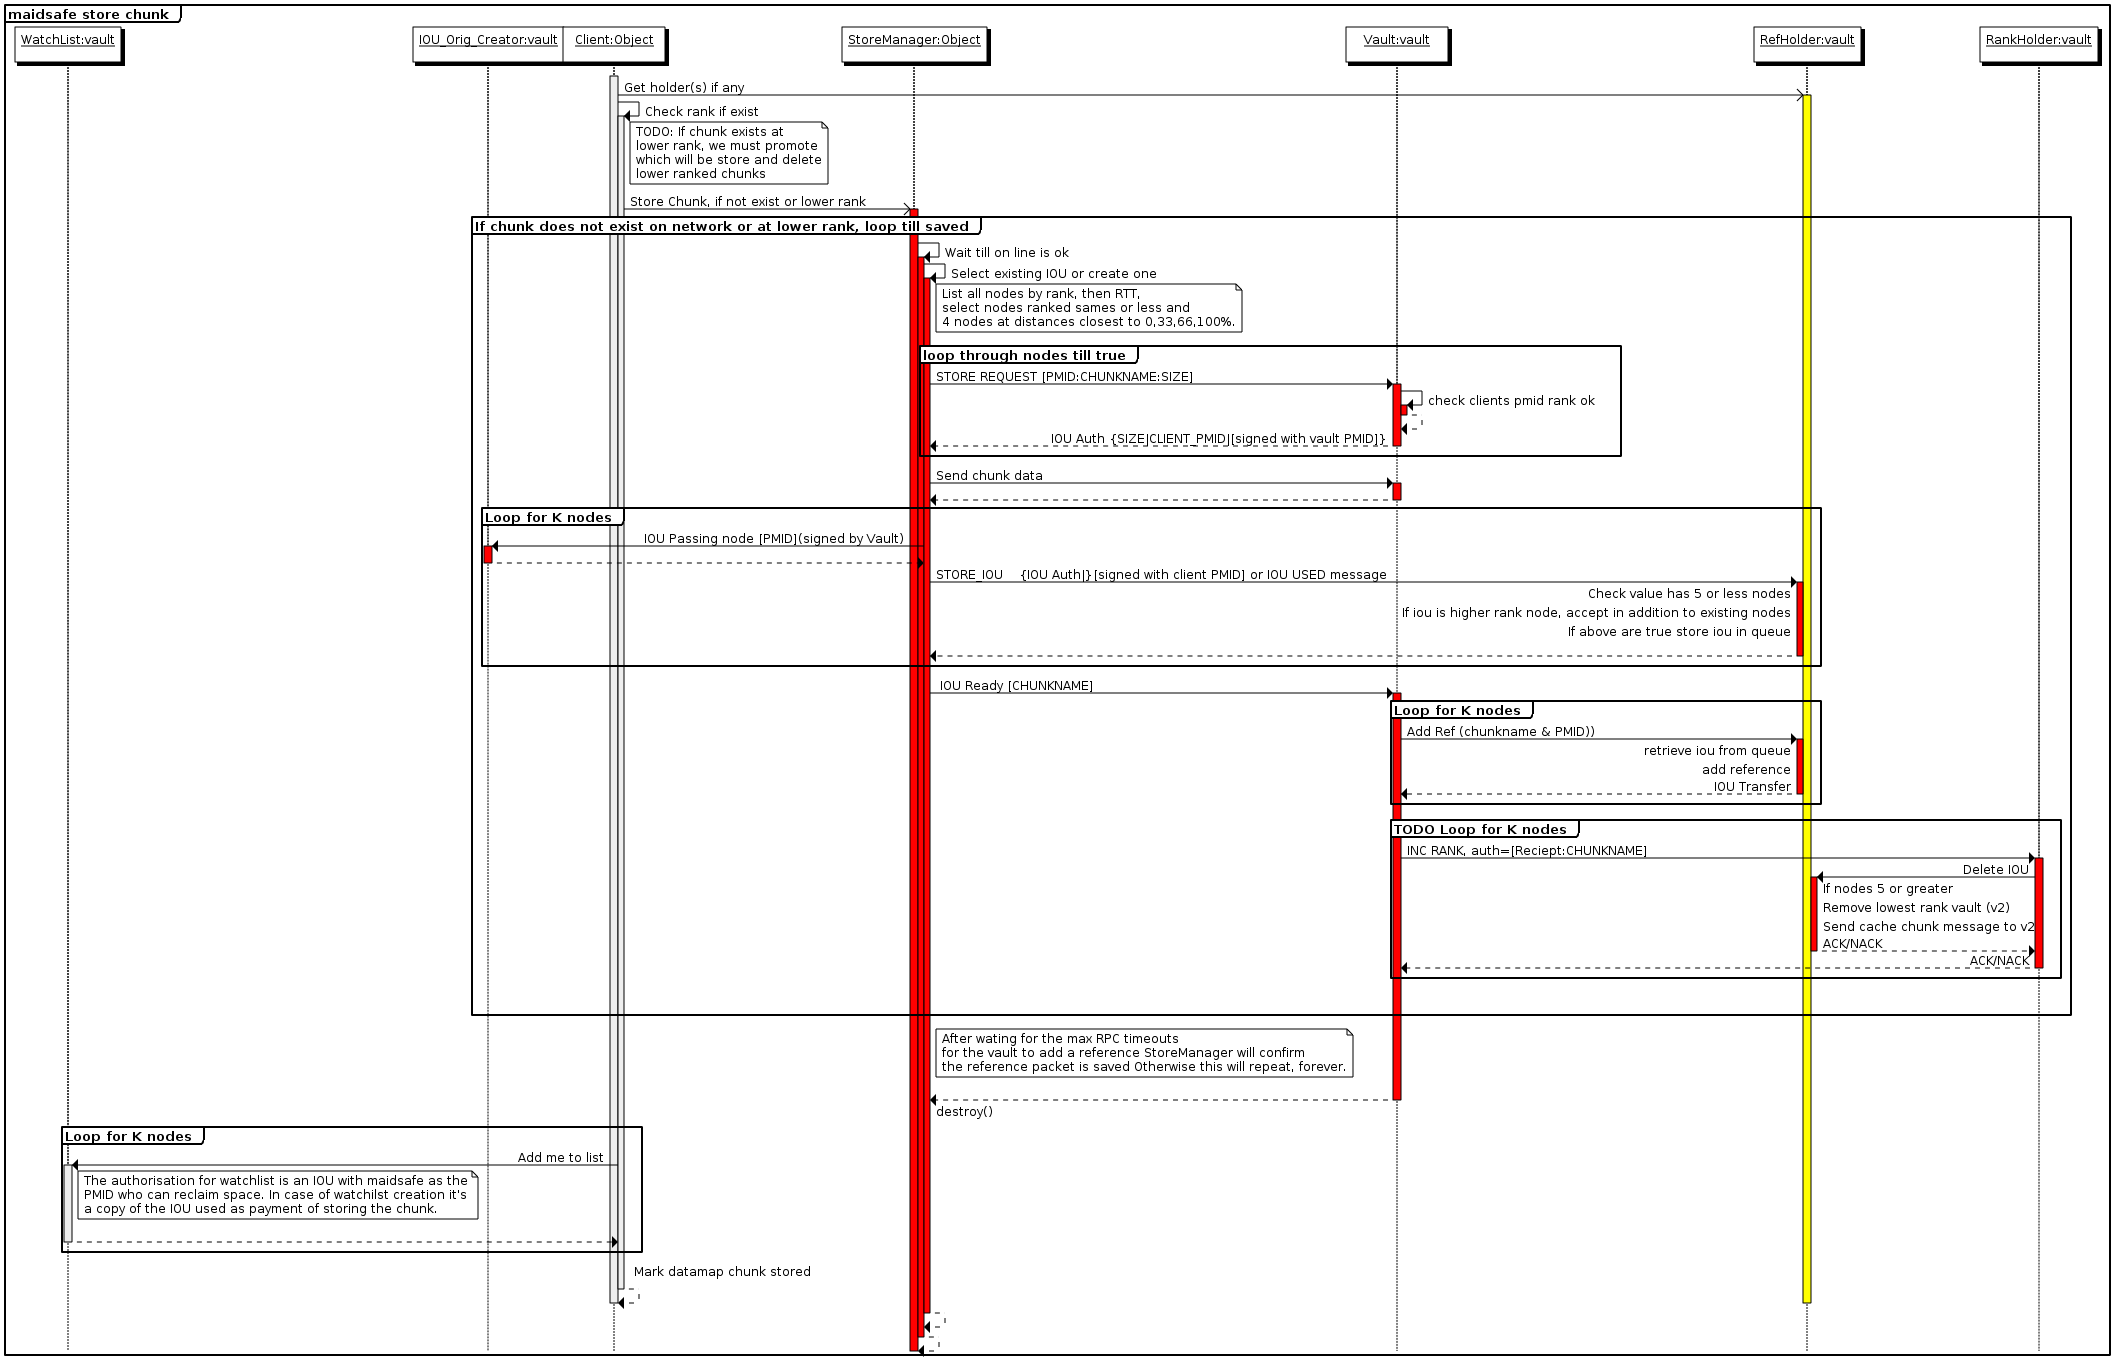 maidsafe store chunk
WatchList:vault
IOU_Orig_Creator:vault
Client:Object
StoreManager:Object
Vault:vault
RefHolder:vault
RankHolder:vault
Get holder(s) if any
Check rank if exist
TODO: If chunk exists at
lower rank, we must promote
which will be store and delete
lower ranked chunks
Store Chunk, if not exist or lower rank
If chunk does not exist on network or at lower rank, loop till saved
Wait till on line is ok
Select existing IOU or create one
List all nodes by rank, then RTT,
select nodes ranked sames or less and
4 nodes at distances closest to 0,33,66,100%.
loop through nodes till true
STORE REQUEST [PMID:CHUNKNAME:SIZE]
check clients pmid rank ok
IOU Auth {SIZE|CLIENT_PMID|[signed with vault PMID]}
Send chunk data
Loop for K nodes
IOU Passing node [PMID](signed by Vault)
STORE_IOU {IOU Auth|}[signed with client PMID] or IOU USED message
Check value has 5 or less nodes
If iou is higher rank node, accept in addition to existing nodes
If above are true store iou in queue
IOU Ready [CHUNKNAME]
Loop for K nodes
Add Ref (chunkname & PMID))
retrieve iou from queue
add reference
IOU Transfer
TODO Loop for K nodes
INC RANK, auth=[Reciept:CHUNKNAME]
Delete IOU
If nodes 5 or greater
Remove lowest rank vault (v2)
Send cache chunk message to v2
ACK/NACK
ACK/NACK
After wating for the max RPC timeouts
for the vault to add a reference StoreManager will confirm
the reference packet is saved Otherwise this will repeat, forever.
destroy()
Loop for K nodes
Add me to list
The authorisation for watchlist is an IOU with maidsafe as the
PMID who can reclaim space. In case of watchilst creation it's
a copy of the IOU used as payment of storing the chunk.
Mark datamap chunk stored